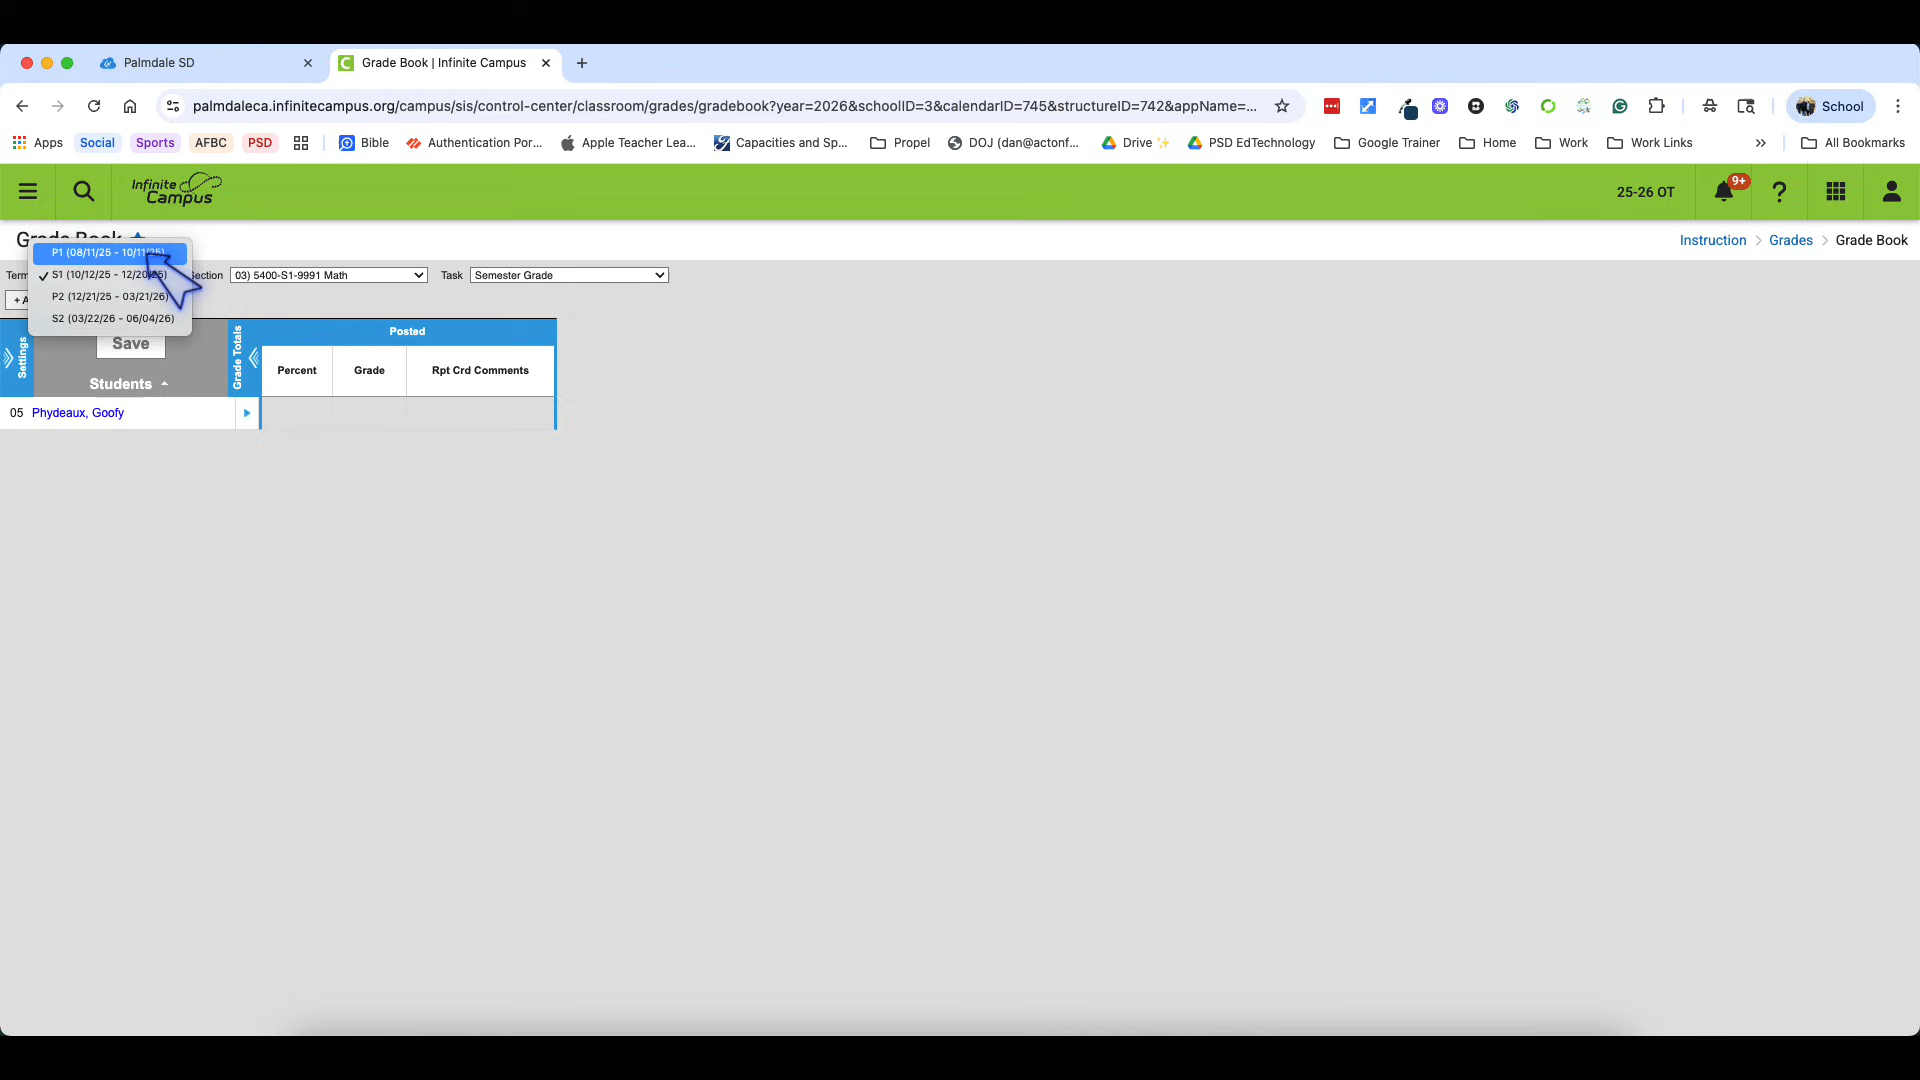 Palmdale SD
Grade Book | Infinite Campus
palmdaleca.infinitecampus.org/campus/sis/control-center/classroom/grades/gradebook?year=2026&schoolID=3&calendarID=745&structureID=742&appName=...
School
Apps
Social
Sports
AFBC
PSD
Bible
Authentication Por...
Apple Teacher Lea...
Capacities and Sp...
Propel
DOJ (dan@actonf...
Drive ✨
PSD EdTechnology
Google Trainer
Home
Work
Work Links
»
All Bookmarks
Infinite Campus
25-26 OT
9+
?
Grade Book
Instruction > Grades > Grade Book
P1 (08/11/25 - 10/11/25)
✓ S1 (10/12/25 - 12/20/25)
P2 (12/21/25 - 03/21/26)
S2 (03/22/26 - 06/04/26)
Term
Section
03) 5400-S1-9991 Math
Task
Semester Grade
+ A
Settings
Save
Students
Grade Totals
Posted
Percent
Grade
Rpt Crd Comments
05 Phydeaux, Goofy